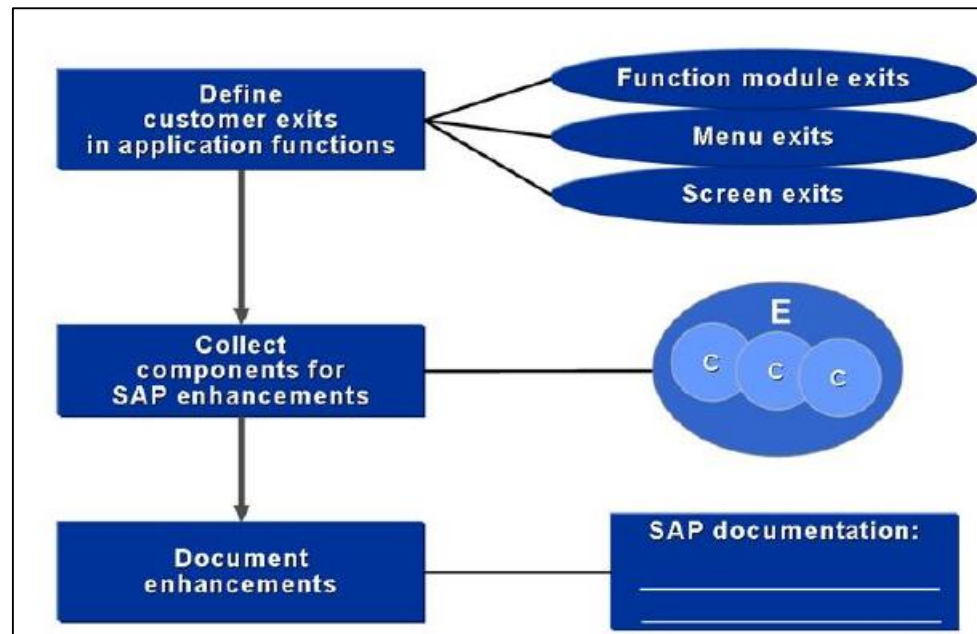 Define
customer exits
in application functions
Function module exits
Menu exits
Screen exits
Collect
components for
SAP enhancements
E
C
C
C
Document
enhancements
SAP documentation: